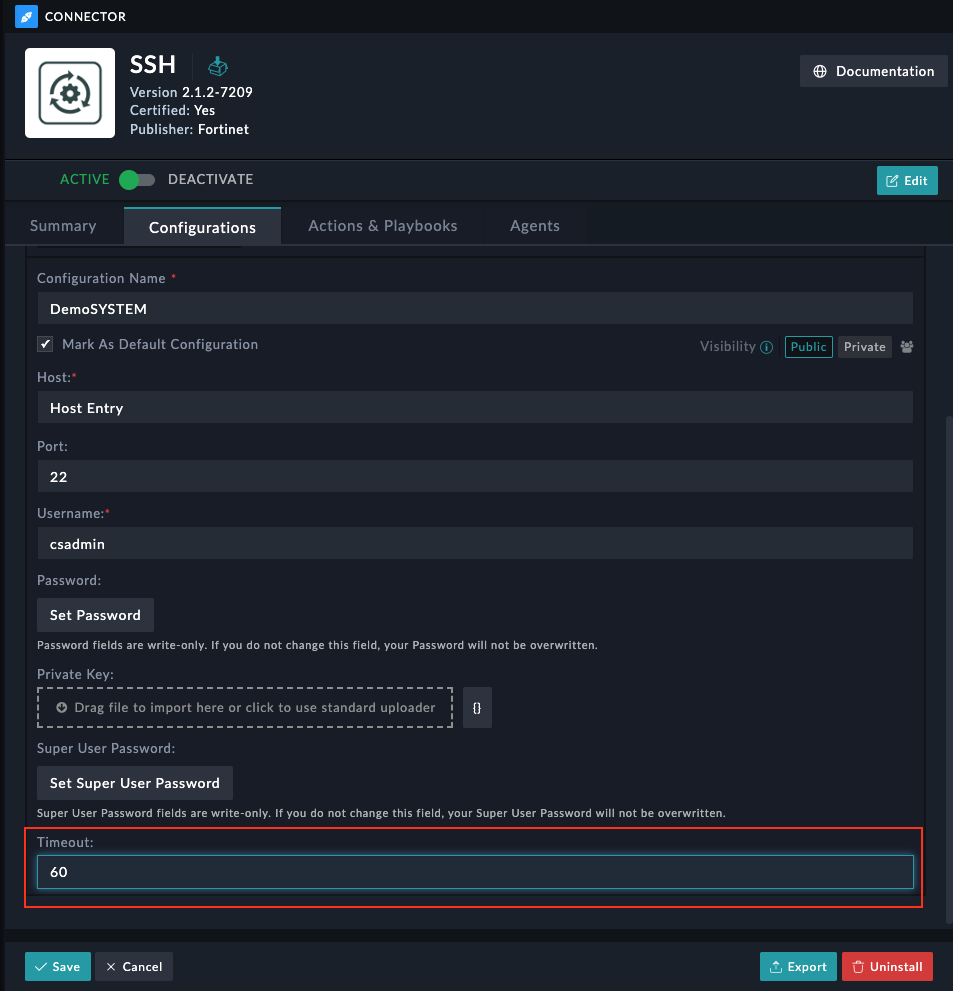 CONNECTOR
SSH
Documentation
Version 2.1.2-7209
Certified: Yes
Publisher: Fortinet
ACTIVE DEACTIVATE
Edit
Summary Configurations Actions & Playbooks Agents
Configuration Name *
DemoSYSTEM
Mark As Default Configuration
Visibility Public Private
Host:*
Host Entry
Port:
22
Username:*
csadmin
Password:
Set Password
Password fields are write-only. If you do not change this field, your Password will not be overwritten.
Private Key:
Drag file to import here or click to use standard uploader {}
Super User Password:
Set Super User Password
Super User Password fields are write-only. If you do not change this field, your Super User Password will not be overwritten.
Timeout:
60
Save Cancel Export Uninstall